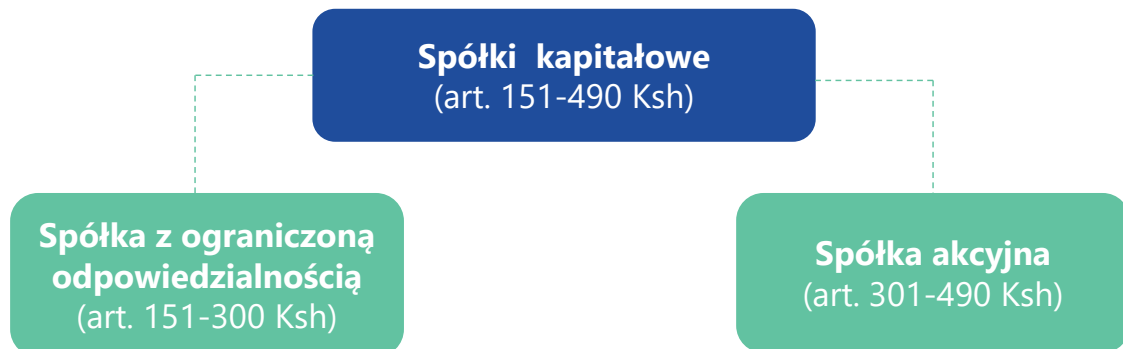 Spółki kapitałowe
(art. 151-490 Ksh)
Spółka z ograniczoną
odpowiedzialnością
(art. 151-300 Ksh)
Spółka akcyjna
(art. 301-490 Ksh)